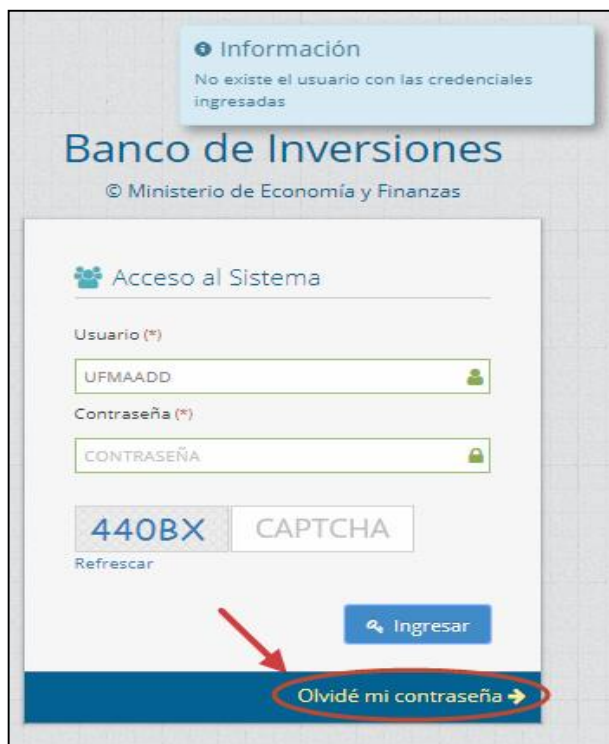 Información
No existe el usuario con las credenciales
ingresadas
Banco de Inversiones
© Ministerio de Economía y Finanzas
Acceso al Sistema
Usuario (*)
UFMAADD
Contraseña (*)
CONTRASEÑA
440BX
CAPTCHA
Refrescar
Ingresar
Olvidé mi contraseña